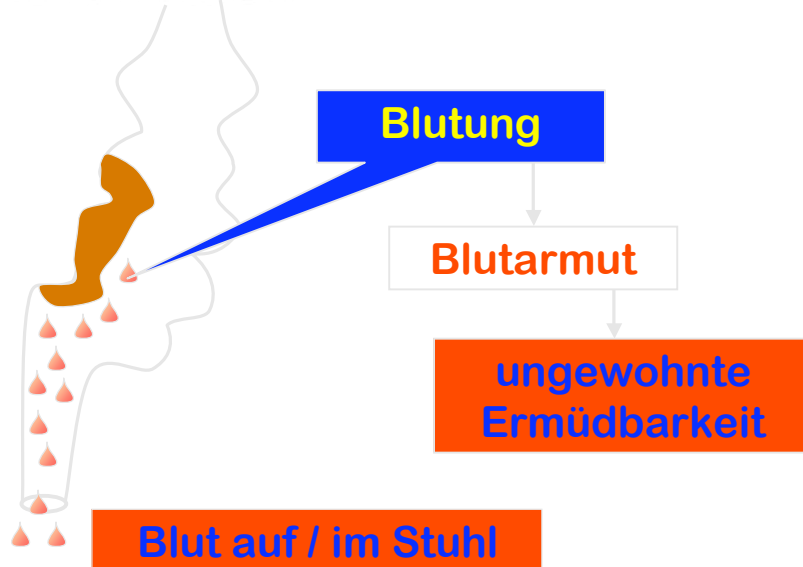 Blutung
Blutarmut
ungewohnte
Ermüdbarkeit
Blut auf / im Stuhl